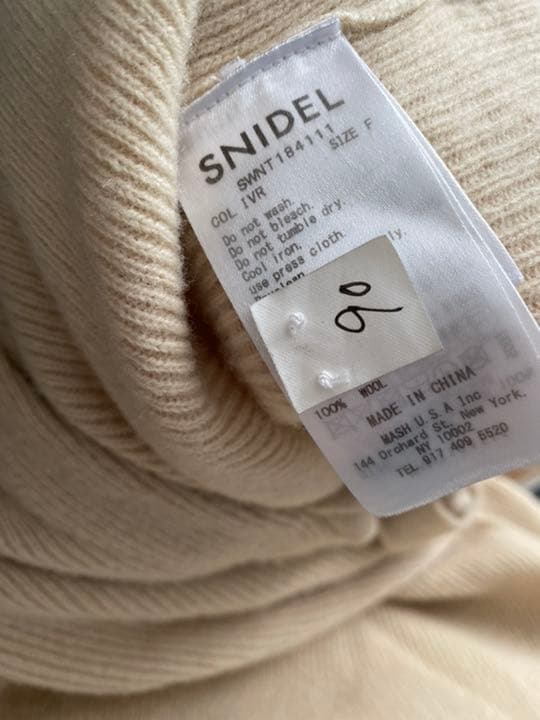 SNIDEL
SWNT184111
COL IVR SIZE F
Do not wash.
Do not bleach.
Do not tumble dry.
Cool iron.
use press cloth
ly.
100% WOOL
MADE IN CHINA
MASH U.S.A Inc
144 Orchard St, New York,
NY 10002
TEL 917 409 5520